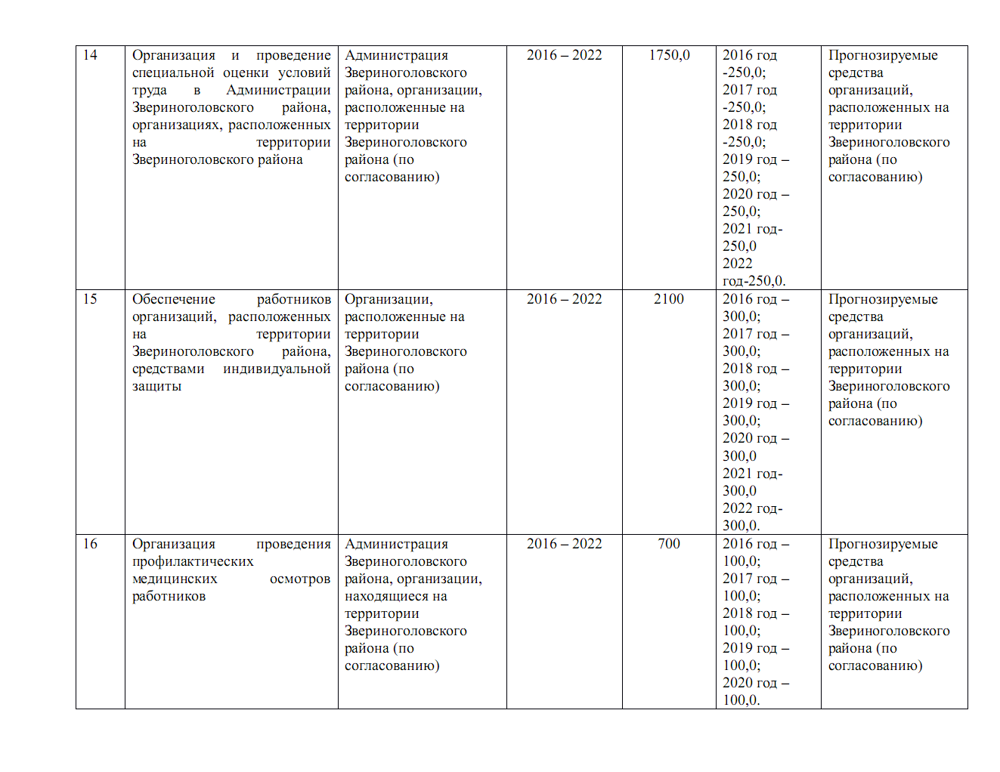 14
Организация и проведение
специальной оценки условий
труда в Администрации
Звериноголовского района,
организациях, расположенных
на территории
Звериноголовского района
Администрация
Звериноголовского
района, организации,
расположенные на
территории
Звериноголовского
района (по
согласованию)
2016 – 2022
1750,0
2016 год
-250,0;
2017 год
-250,0;
2018 год
-250,0;
2019 год –
250,0;
2020 год –
250,0;
2021 год-
250,0
2022
год-250,0.
Прогнозируемые
средства
организаций,
расположенных на
территории
Звериноголовского
района (по
согласованию)
15
Обеспечение работников
организаций, расположенных
на территории
Звериноголовского района,
средствами индивидуальной
защиты
Организации,
расположенные на
территории
Звериноголовского
района (по
согласованию)
2016 – 2022
2100
2016 год –
300,0;
2017 год –
300,0;
2018 год –
300,0;
2019 год –
300,0;
2020 год –
300,0
2021 год-
300,0
2022 год-
300,0.
Прогнозируемые
средства
организаций,
расположенных на
территории
Звериноголовского
района (по
согласованию)
16
Организация проведения
профилактических
медицинских осмотров
работников
Администрация
Звериноголовского
района, организации,
находящиеся на
территории
Звериноголовского
района (по
согласованию)
2016 – 2022
700
2016 год –
100,0;
2017 год –
100,0;
2018 год –
100,0;
2019 год –
100,0;
2020 год –
100,0.
Прогнозируемые
средства
организаций,
расположенных на
территории
Звериноголовского
района (по
согласованию)